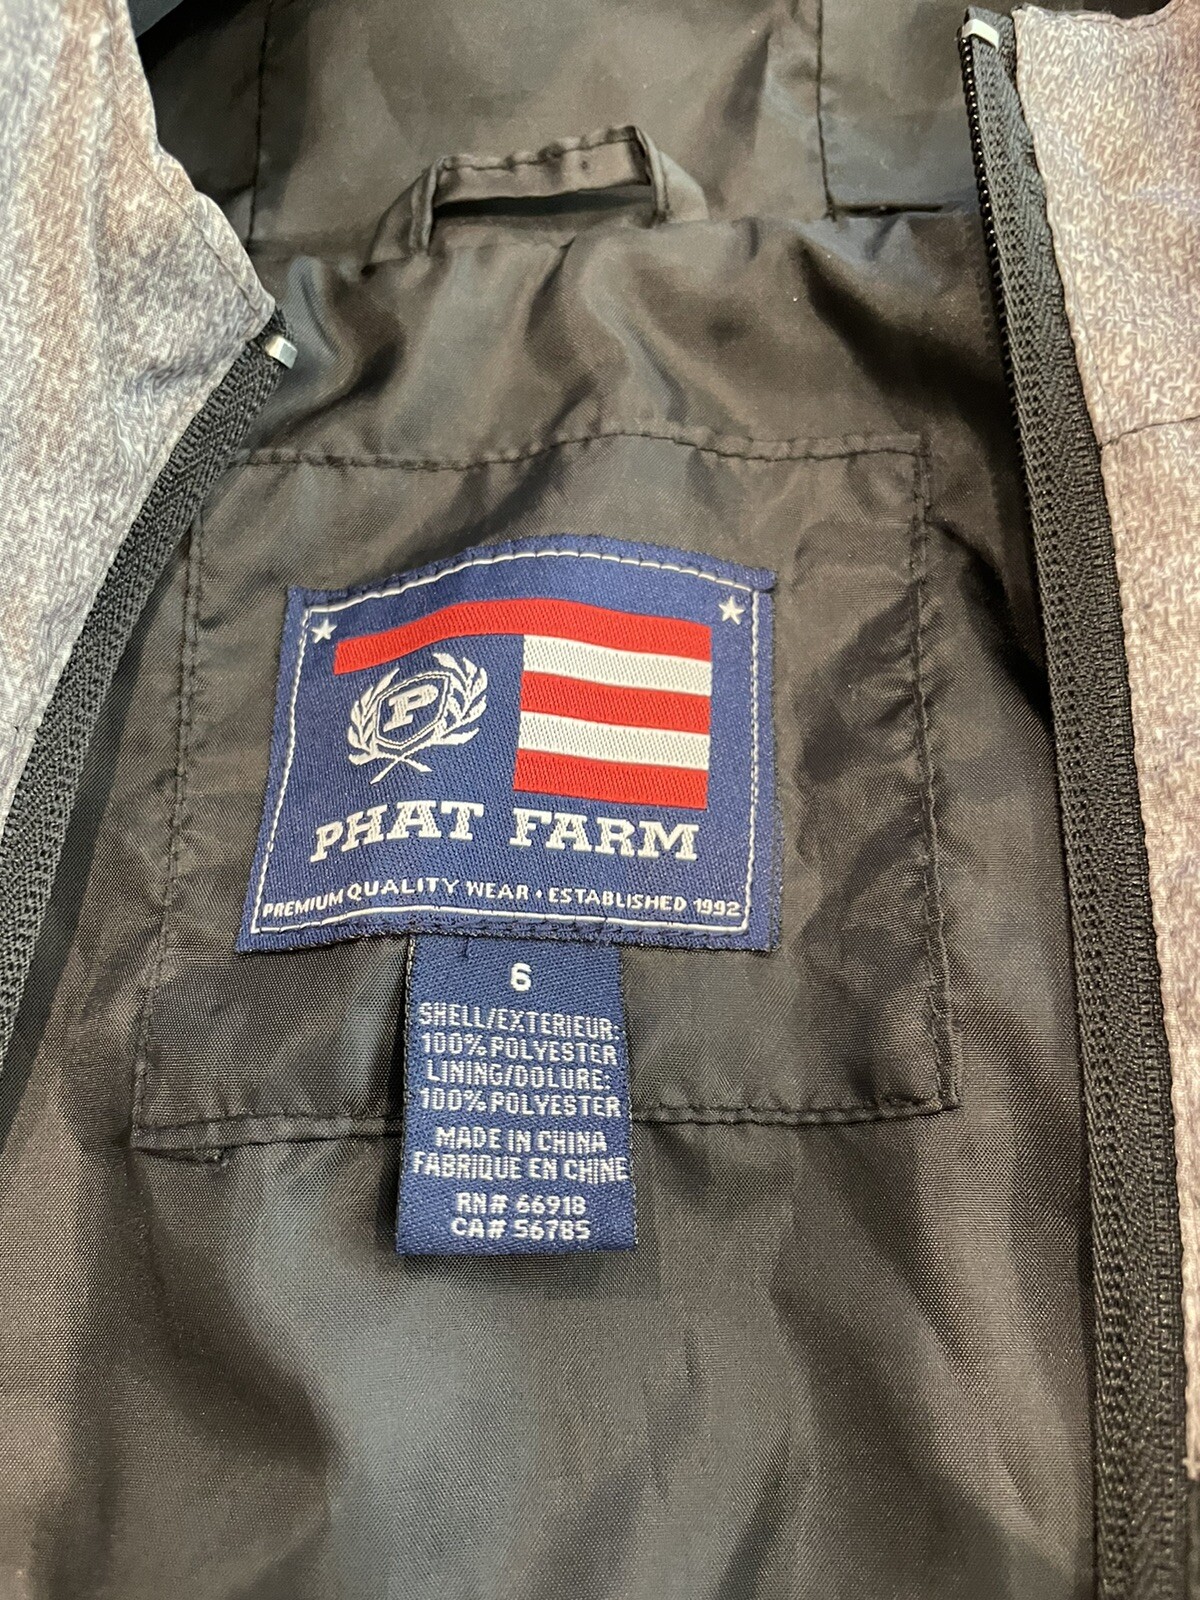 P
PHAT FARM
PREMIUM QUALITY WEAR • ESTABLISHED 1992
6
SHELL/EXTERIEUR:
100% POLYESTER
LINING/DOLURE:
100% POLYESTER
MADE IN CHINA
FABRIQUE EN CHINE
RN# 66918
CA# 56785